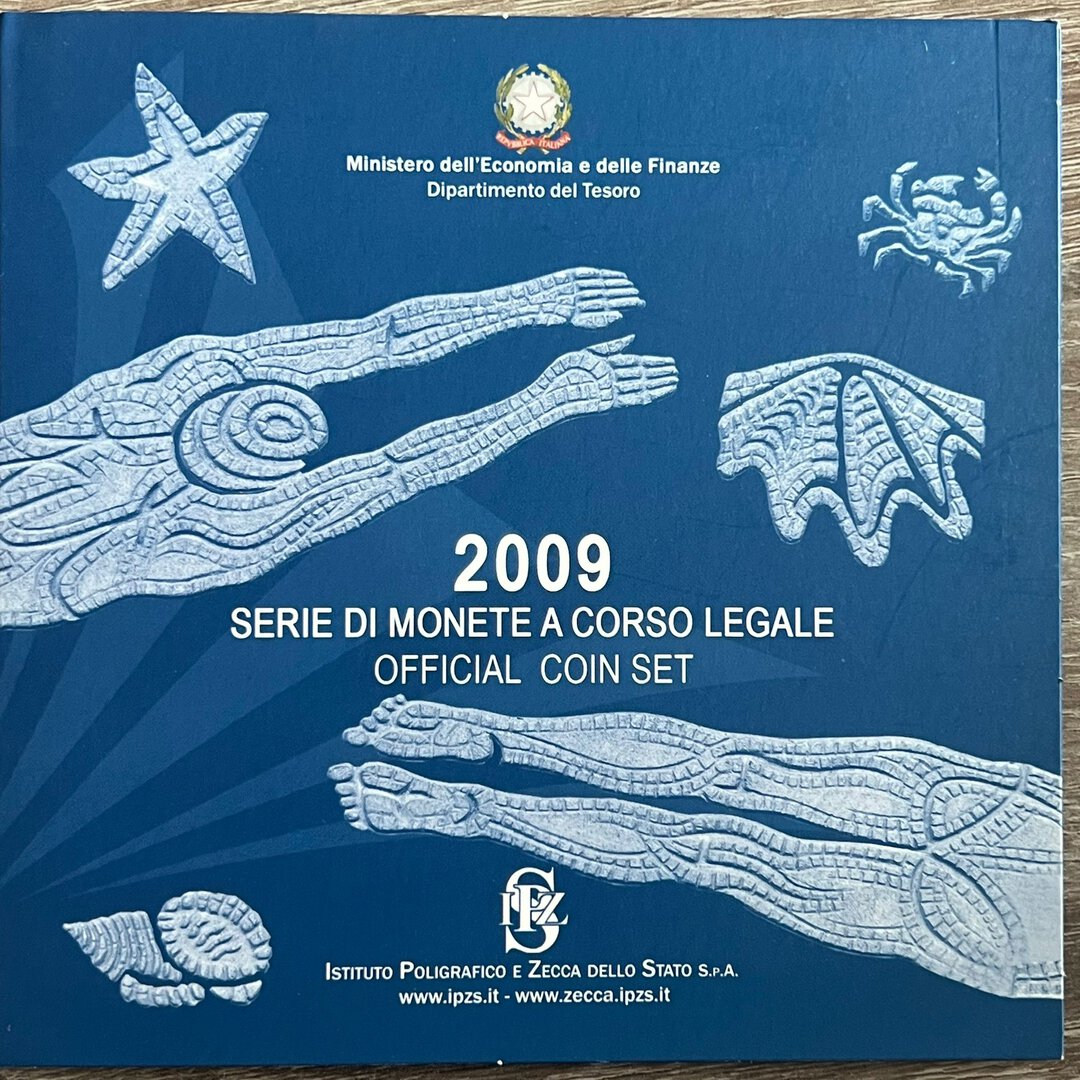 REPVBBLICA ITALIANA
Ministero dell'Economia e delle Finanze
Dipartimento del Tesoro
2009
SERIE DI MONETE A CORSO LEGALE
OFFICIAL COIN SET
IPZS
ISTITUTO POLIGRAFICO E ZECCA DELLO STATO S.P.A.
www.ipzs.it - www.zecca.ipzs.it